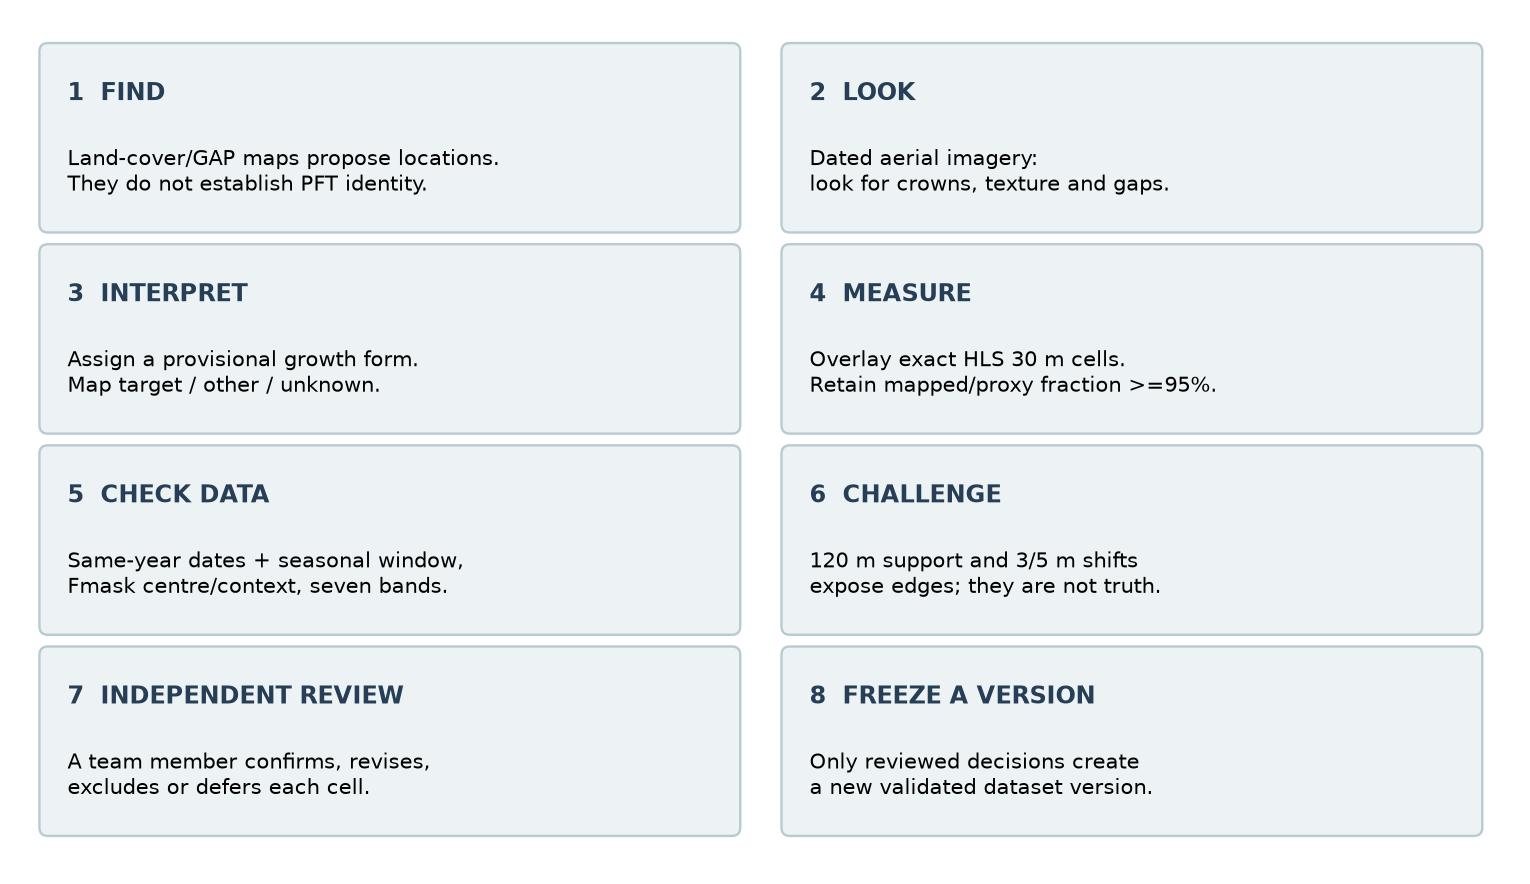 1 FIND
Land-cover/GAP maps propose locations.
They do not establish PFT identity.
2 LOOK
Dated aerial imagery:
look for crowns, texture and gaps.
3 INTERPRET
Assign a provisional growth form.
Map target / other / unknown.
4 MEASURE
Overlay exact HLS 30 m cells.
Retain mapped/proxy fraction >=95%.
5 CHECK DATA
Same-year dates + seasonal window,
Fmask centre/context, seven bands.
6 CHALLENGE
120 m support and 3/5 m shifts
expose edges; they are not truth.
7 INDEPENDENT REVIEW
A team member confirms, revises,
excludes or defers each cell.
8 FREEZE A VERSION
Only reviewed decisions create
a new validated dataset version.